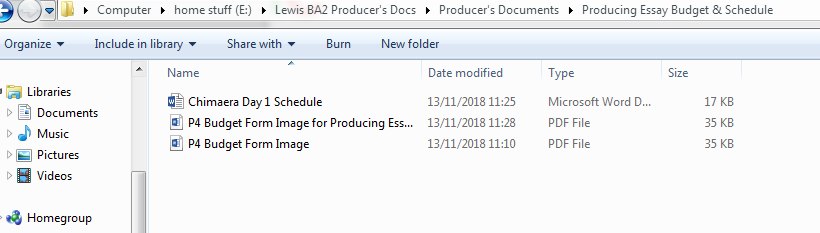 Computer home stuff (E:) Lewis BA2 Producer's Docs Producer's Documents Producing Essay Budget & Schedule
Organize Include in library Share with Burn New folder
Name Date modified Type Size
Libraries
Documents
Music
Pictures
Videos
Homegroup
Chimaera Day 1 Schedule 13/11/2018 11:25 Microsoft Word D... 17 KB
P4 Budget Form Image for Producing Ess... 13/11/2018 11:28 PDF File 35 KB
P4 Budget Form Image 13/11/2018 11:10 PDF File 35 KB